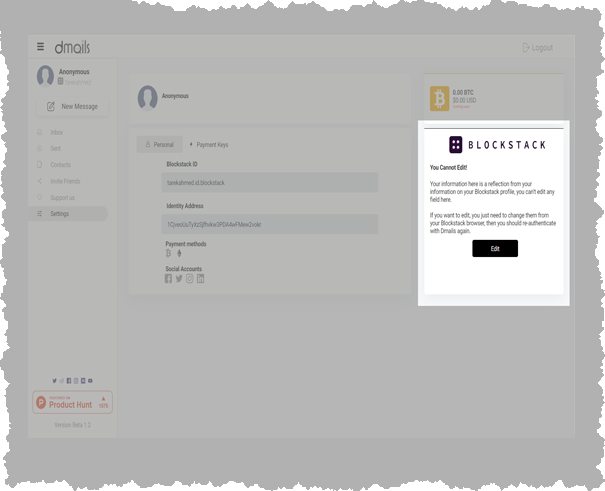 dmails
Logout
Anonymous
New Message
Inbox
Sent
Contacts
Invite Friends
Support us
Settings
Product Hunt
Version Beta 1.2
Anonymous
Personal
Payment Keys
Blockstack ID
tarekahmed.id.blockstack
Identity Address
Payment methods
Social Accounts
0.00 BTC
$0.00 USD
BLOCKSTACK
You Cannot Edit!
Your information here is a reflection from your
information on your Blockstack profile, you can't edit any
field here.
If you want to edit, you just need to change them from
your Blockstack browser, then you should re-authenticate
with Dmails again.
Edit